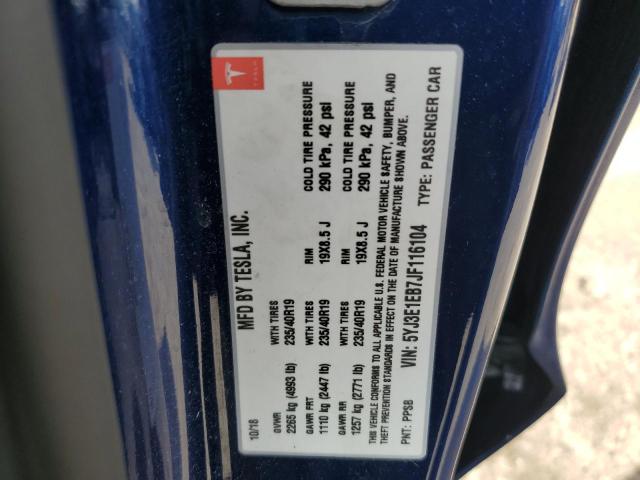 TESLA
MFD BY TESLA, INC.
10/18
GVWR WITH TIRES RIM COLD TIRE PRESSURE
2265 kg (4993 lb) 235/40R19 19X8.5 J 290 kPa, 42 psi
GAWR FRT WITH TIRES RIM COLD TIRE PRESSURE
1110 kg (2447 lb) 235/40R19 19X8.5 J 290 kPa, 42 psi
GAWR RR
1257 kg (2771 lb) 235/40R19
THIS VEHICLE CONFORMS TO ALL APPLICABLE U.S. FEDERAL MOTOR VEHICLE SAFETY, BUMPER, AND
THEFT PREVENTION STANDARDS IN EFFECT ON THE DATE OF MANUFACTURE SHOWN ABOVE.
VIN: 5YJ3E1EB7JF116104 TYPE: PASSENGER CAR
PNT: PPSB